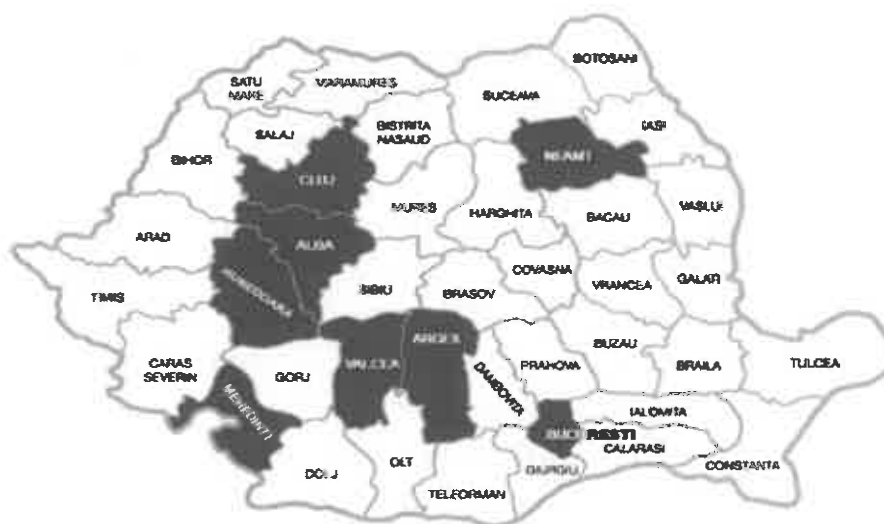 BOTOSANI
SATU
MARE
MARAMURES
SUCEAVA
IASI
SALAJ
BISTRITA
NASAUD
NEAMT
BIHOR
CLUJ
MURES
HARGHITA
BACAU
VASLUI
ARAD
ALBA
COVASNA
TIMIS
HUNEDOARA
SIBIU
BRASOV
VRANCEA
GALATI
ARGES
CARAS
SEVERIN
GORJ
VALCEA
DAMBOVITA
PRAHOVA
BUZAU
BRAILA
TULCEA
MEHEDINTI
IALOMITA
BUCURESTI
CALARASI
DOLJ
OLT
TELEORMAN
GIURGIU
CONSTANTA